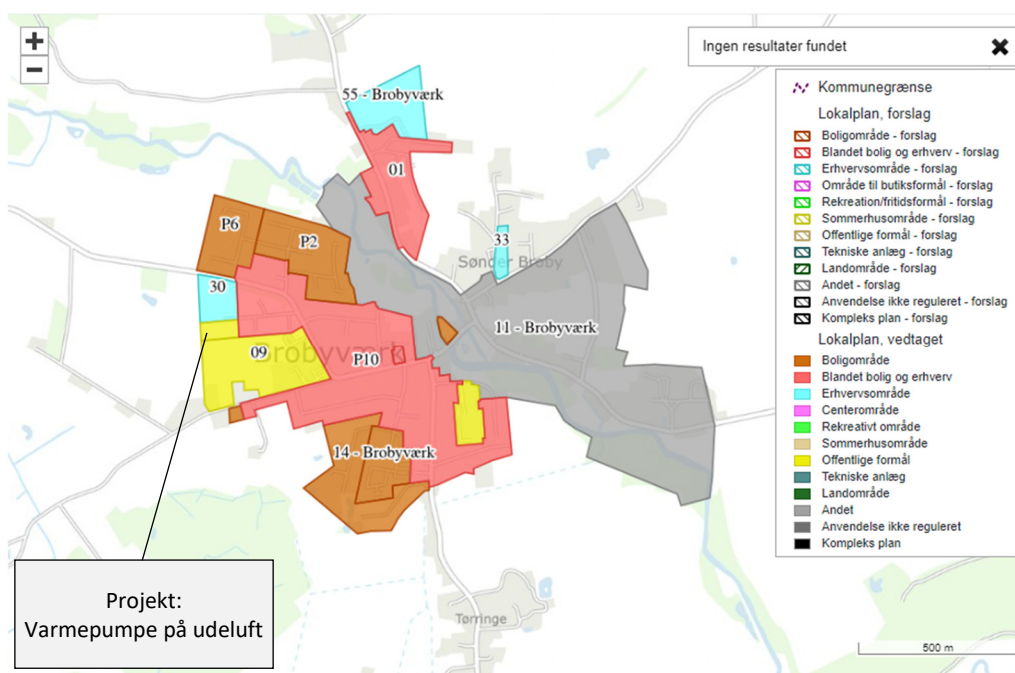 +
−
Ingen resultater fundet
Kommunegrænse
Lokalplan, forslag
Boligområde - forslag
Blandet bolig og erhverv - forslag
Erhvervsområde - forslag
Område til butiksformål - forslag
Rekreation/fritidsformål - forslag
Sommerhusområde - forslag
Offentlige formål - forslag
Tekniske anlæg - forslag
Landområde - forslag
Andet - forslag
Anvendelse ikke reguleret - forslag
Kompleks plan - forslag
Lokalplan, vedtaget
Boligområde
Blandet bolig og erhverv
Erhvervsområde
Centerområde
Rekreativt område
Sommerhusområde
Offentlige formål
Tekniske anlæg
Landområde
Andet
Anvendelse ikke reguleret
Kompleks plan
55 - Brobyværk
01
P6
P2
33
Sønder Broby
30
11 - Brobyværk
09
Brobyværk
P10
14 - Brobyværk
Projekt:
Varmepumpe på udeluft
Tørringe
500 m